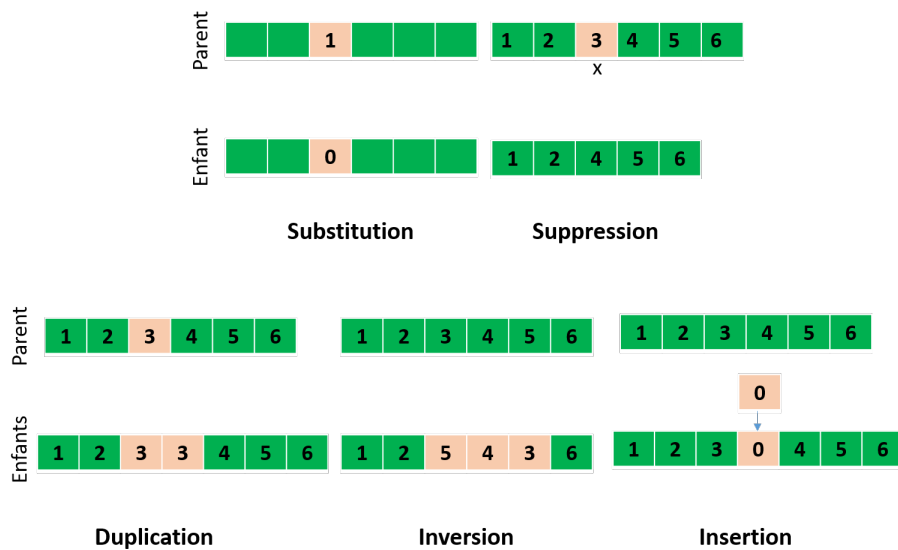 Parent
1
1 2 3 4 5 6
x
Enfant
0
1 2 4 5 6
Substitution
Suppression
Parent
1 2 3 4 5 6
1 2 3 4 5 6
1 2 3 4 5 6
0
Enfants
1 2 3 3 4 5 6
1 2 5 4 3 6
1 2 3 0 4 5 6
Duplication
Inversion
Insertion